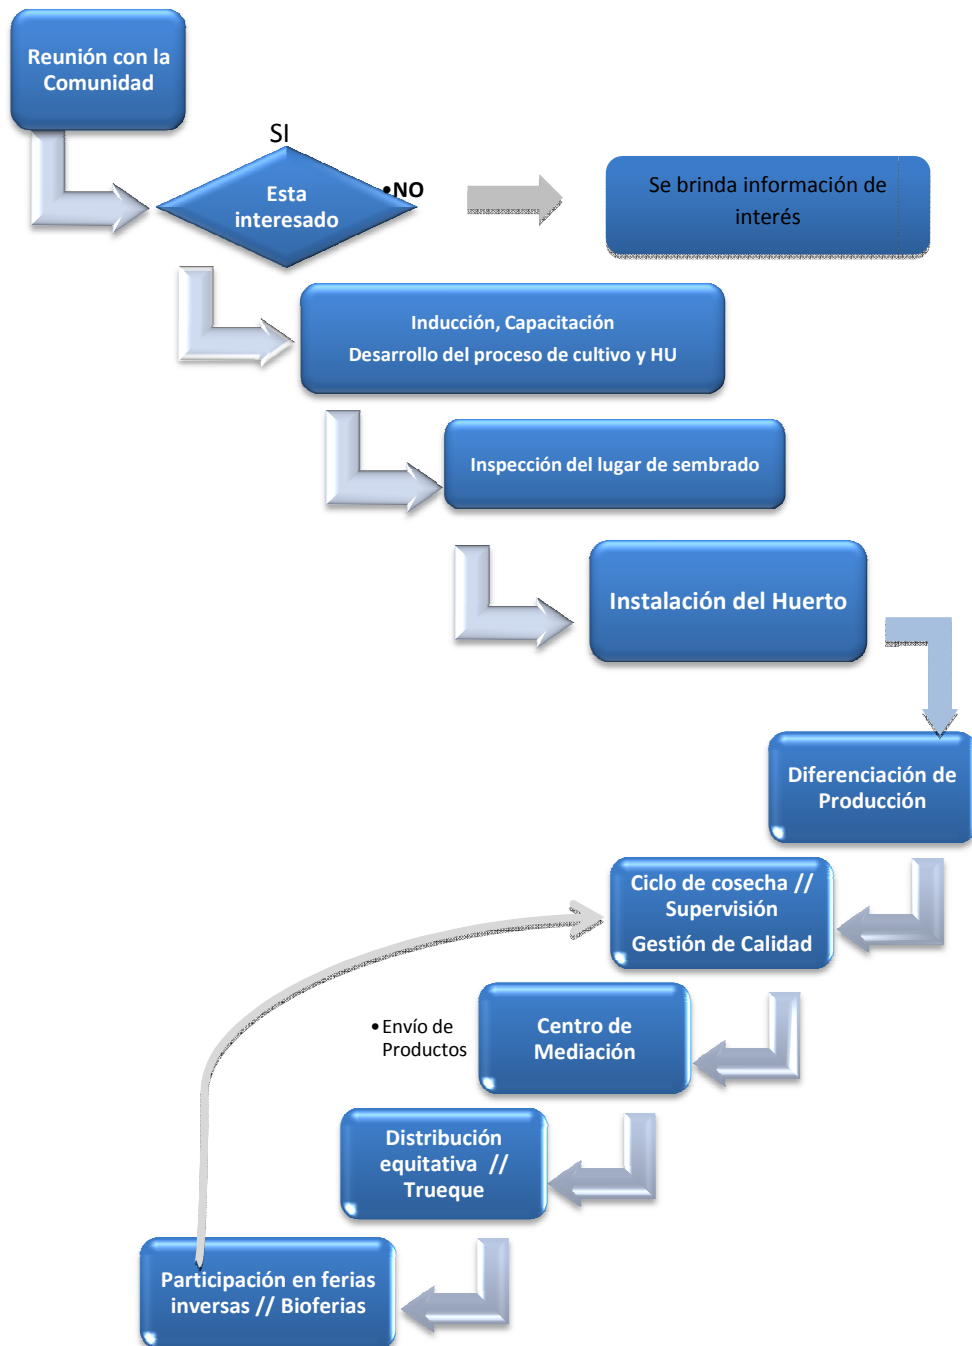 Reunión con la
Comunidad
SI
Esta
interesado
•NO
Se brinda información de
interés
Inducción, Capacitación
Desarrollo del proceso de cultivo y HU
Inspección del lugar de sembrado
Instalación del Huerto
Diferenciación de
Producción
Ciclo de cosecha //
Supervisión
Gestión de Calidad
•Envío de
Productos
Centro de
Mediación
Distribución
equitativa //
Trueque
Participación en ferias
inversas // Bioferias